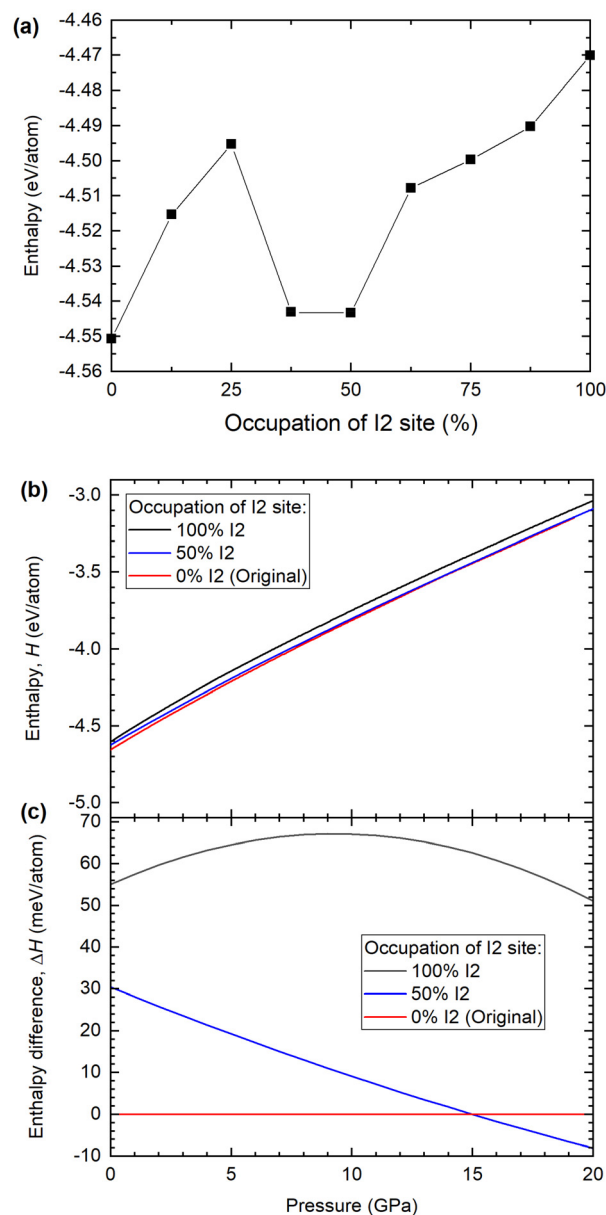 (a)
-4.46
-4.47
-4.48
-4.49
-4.50
-4.51
-4.52
-4.53
-4.54
-4.55
-4.56
Enthalpy (eV/atom)
0 25 50 75 100
Occupation of I2 site (%)
(b)
-3.0
-3.5
-4.0
-4.5
-5.0
Enthalpy, H (eV/atom)
Occupation of I2 site:
100% I2
50% I2
0% I2 (Original)
(c)
70
60
50
40
30
20
10
0
-10
Enthalpy difference, ΔH (meV/atom)
Occupation of I2 site:
100% I2
50% I2
0% I2 (Original)
0 5 10 15 20
Pressure (GPa)